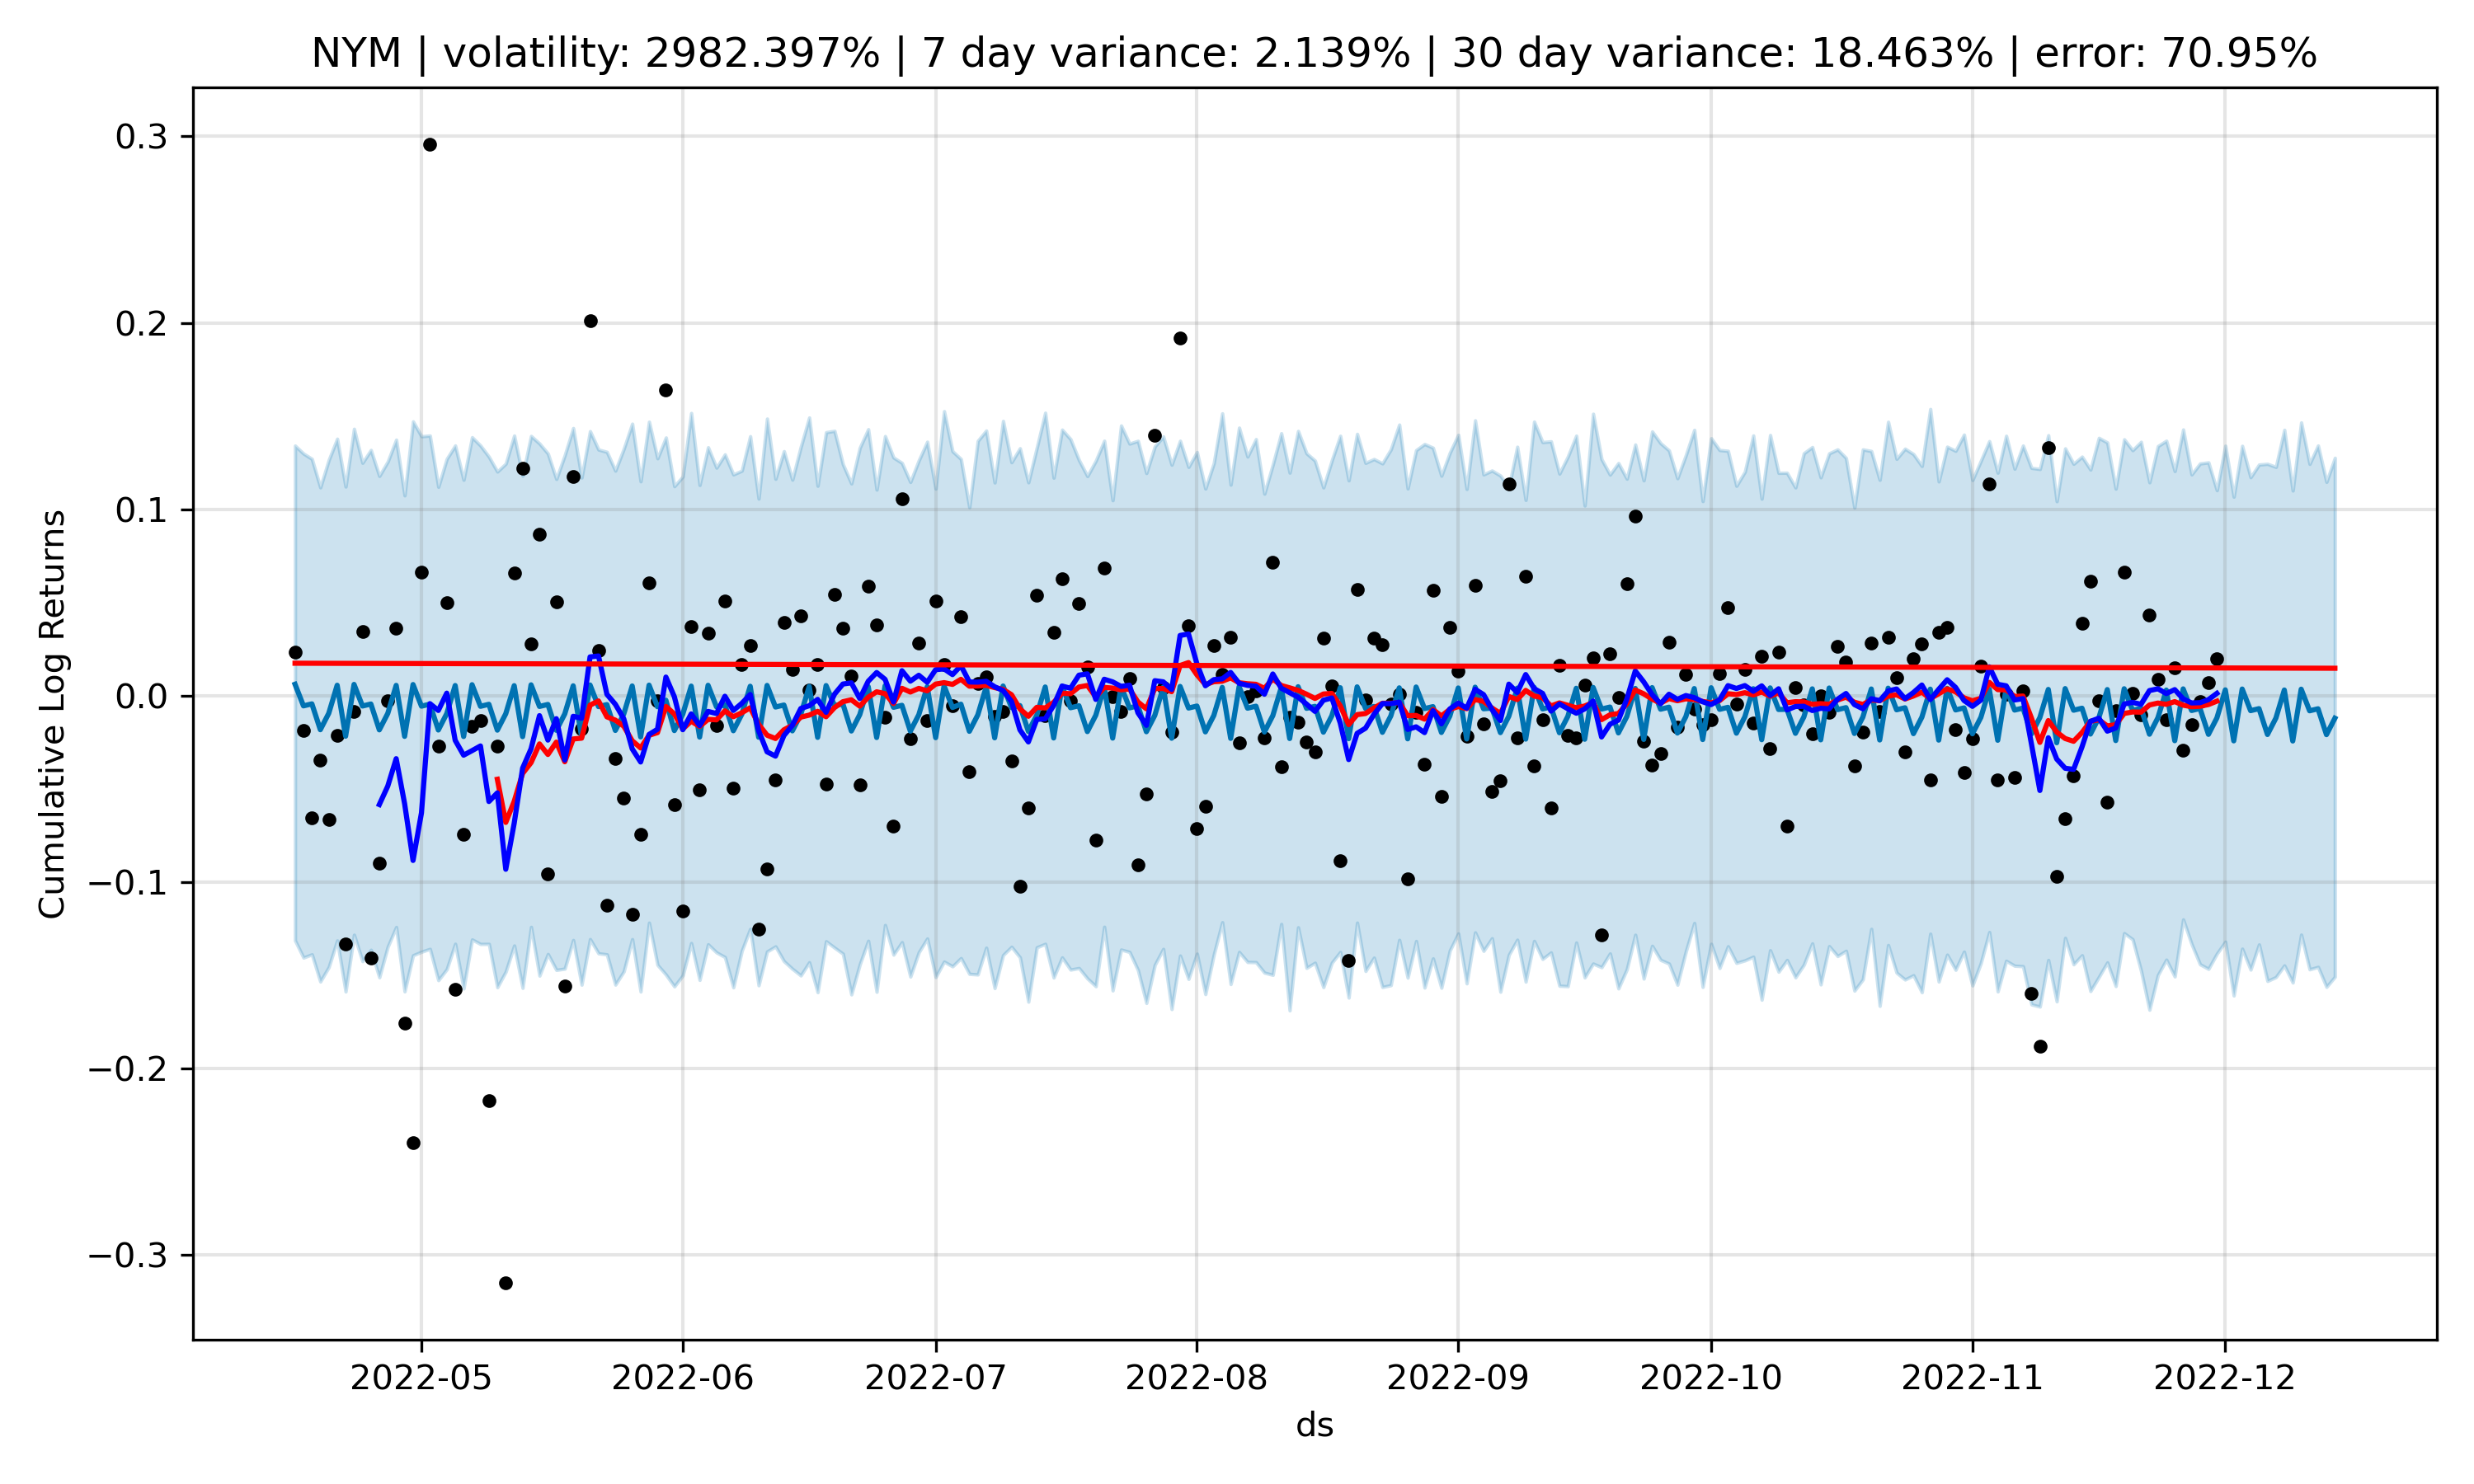 NYM | volatility: 2982.397% | 7 day variance: 2.139% | 30 day variance: 18.463% | error: 70.95%
Cumulative Log Returns
0.3
0.2
0.1
0.0
−0.1
−0.2
−0.3
2022-05 2022-06 2022-07 2022-08 2022-09 2022-10 2022-11 2022-12
ds